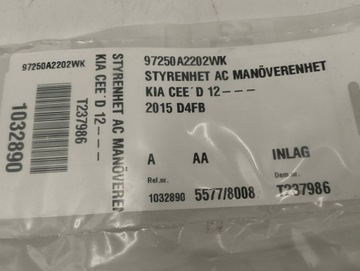 97250A2202WK
STYRENHET AC MANÖVERENHET
KIA CEE'D 12---
2015 D4FB
A AA INLAG
Rel.nr. Dem.nr.
1032890 5577/8008 T237986
97250A2202WK
STYRENHET AC MANÖVEREN
KIA CEE'D 12---
T237986
1032890